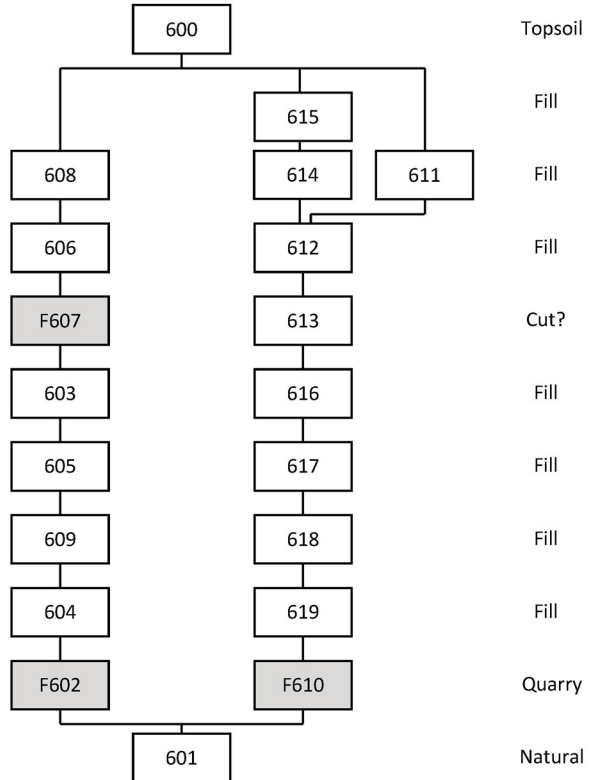 600 Topsoil
615 Fill
608 614 611 Fill
606 612 Fill
F607 613 Cut?
603 616 Fill
605 617 Fill
609 618 Fill
604 619 Fill
F602 F610 Quarry
601 Natural